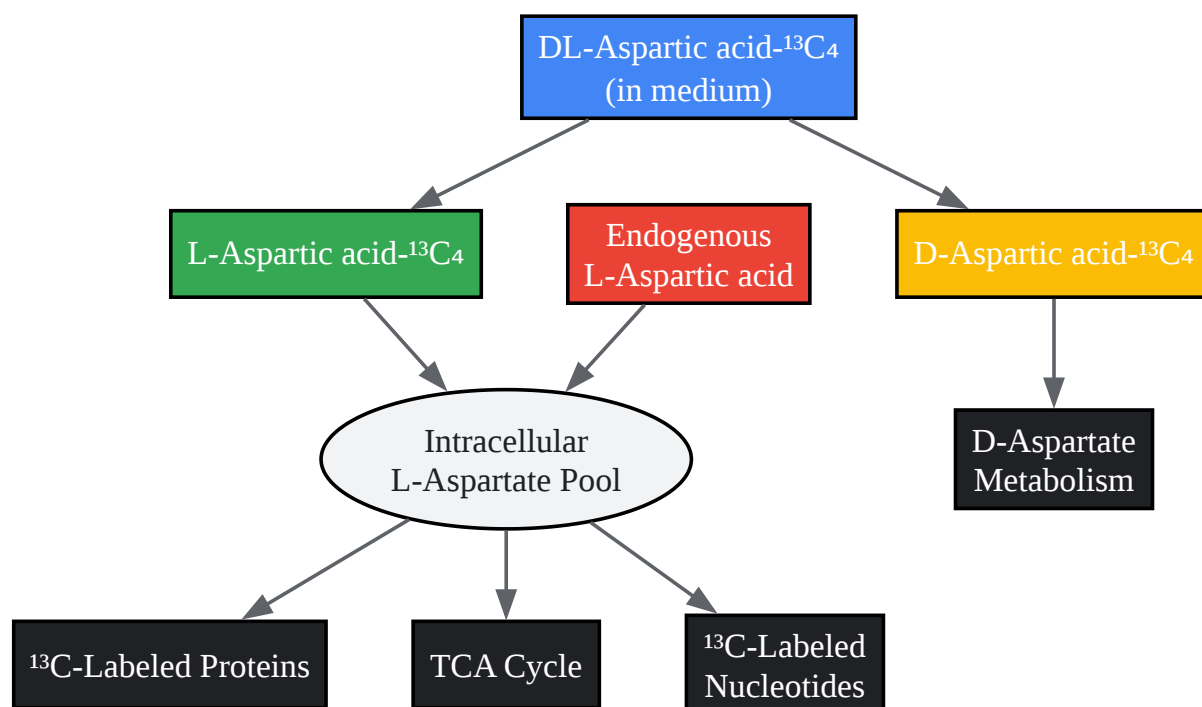 DL-Aspartic acid-¹³C₄
(in medium)
L-Aspartic acid-¹³C₄
Endogenous
L-Aspartic acid
D-Aspartic acid-¹³C₄
Intracellular
L-Aspartate Pool
D-Aspartate
Metabolism
¹³C-Labeled Proteins
TCA Cycle
¹³C-Labeled
Nucleotides